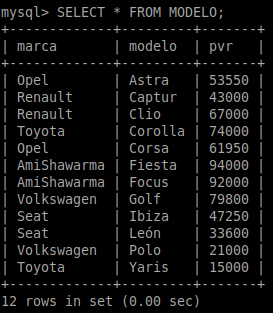 mysql> SELECT * FROM MODELO;
+------------+---------+-------+
| marca      | modelo  | pvr   |
+------------+---------+-------+
| Opel       | Astra   | 53550 |
| Renault    | Captur  | 43000 |
| Renault    | Clio    | 67000 |
| Toyota     | Corolla | 74000 |
| Opel       | Corsa   | 61950 |
| AmiShawarma | Fiesta  | 94000 |
| AmiShawarma | Focus   | 92000 |
| Volkswagen | Golf    | 79800 |
| Seat       | Ibiza   | 47250 |
| Seat       | León    | 33600 |
| Volkswagen | Polo    | 21000 |
| Toyota     | Yaris   | 15000 |
+------------+---------+-------+
12 rows in set (0.00 sec)